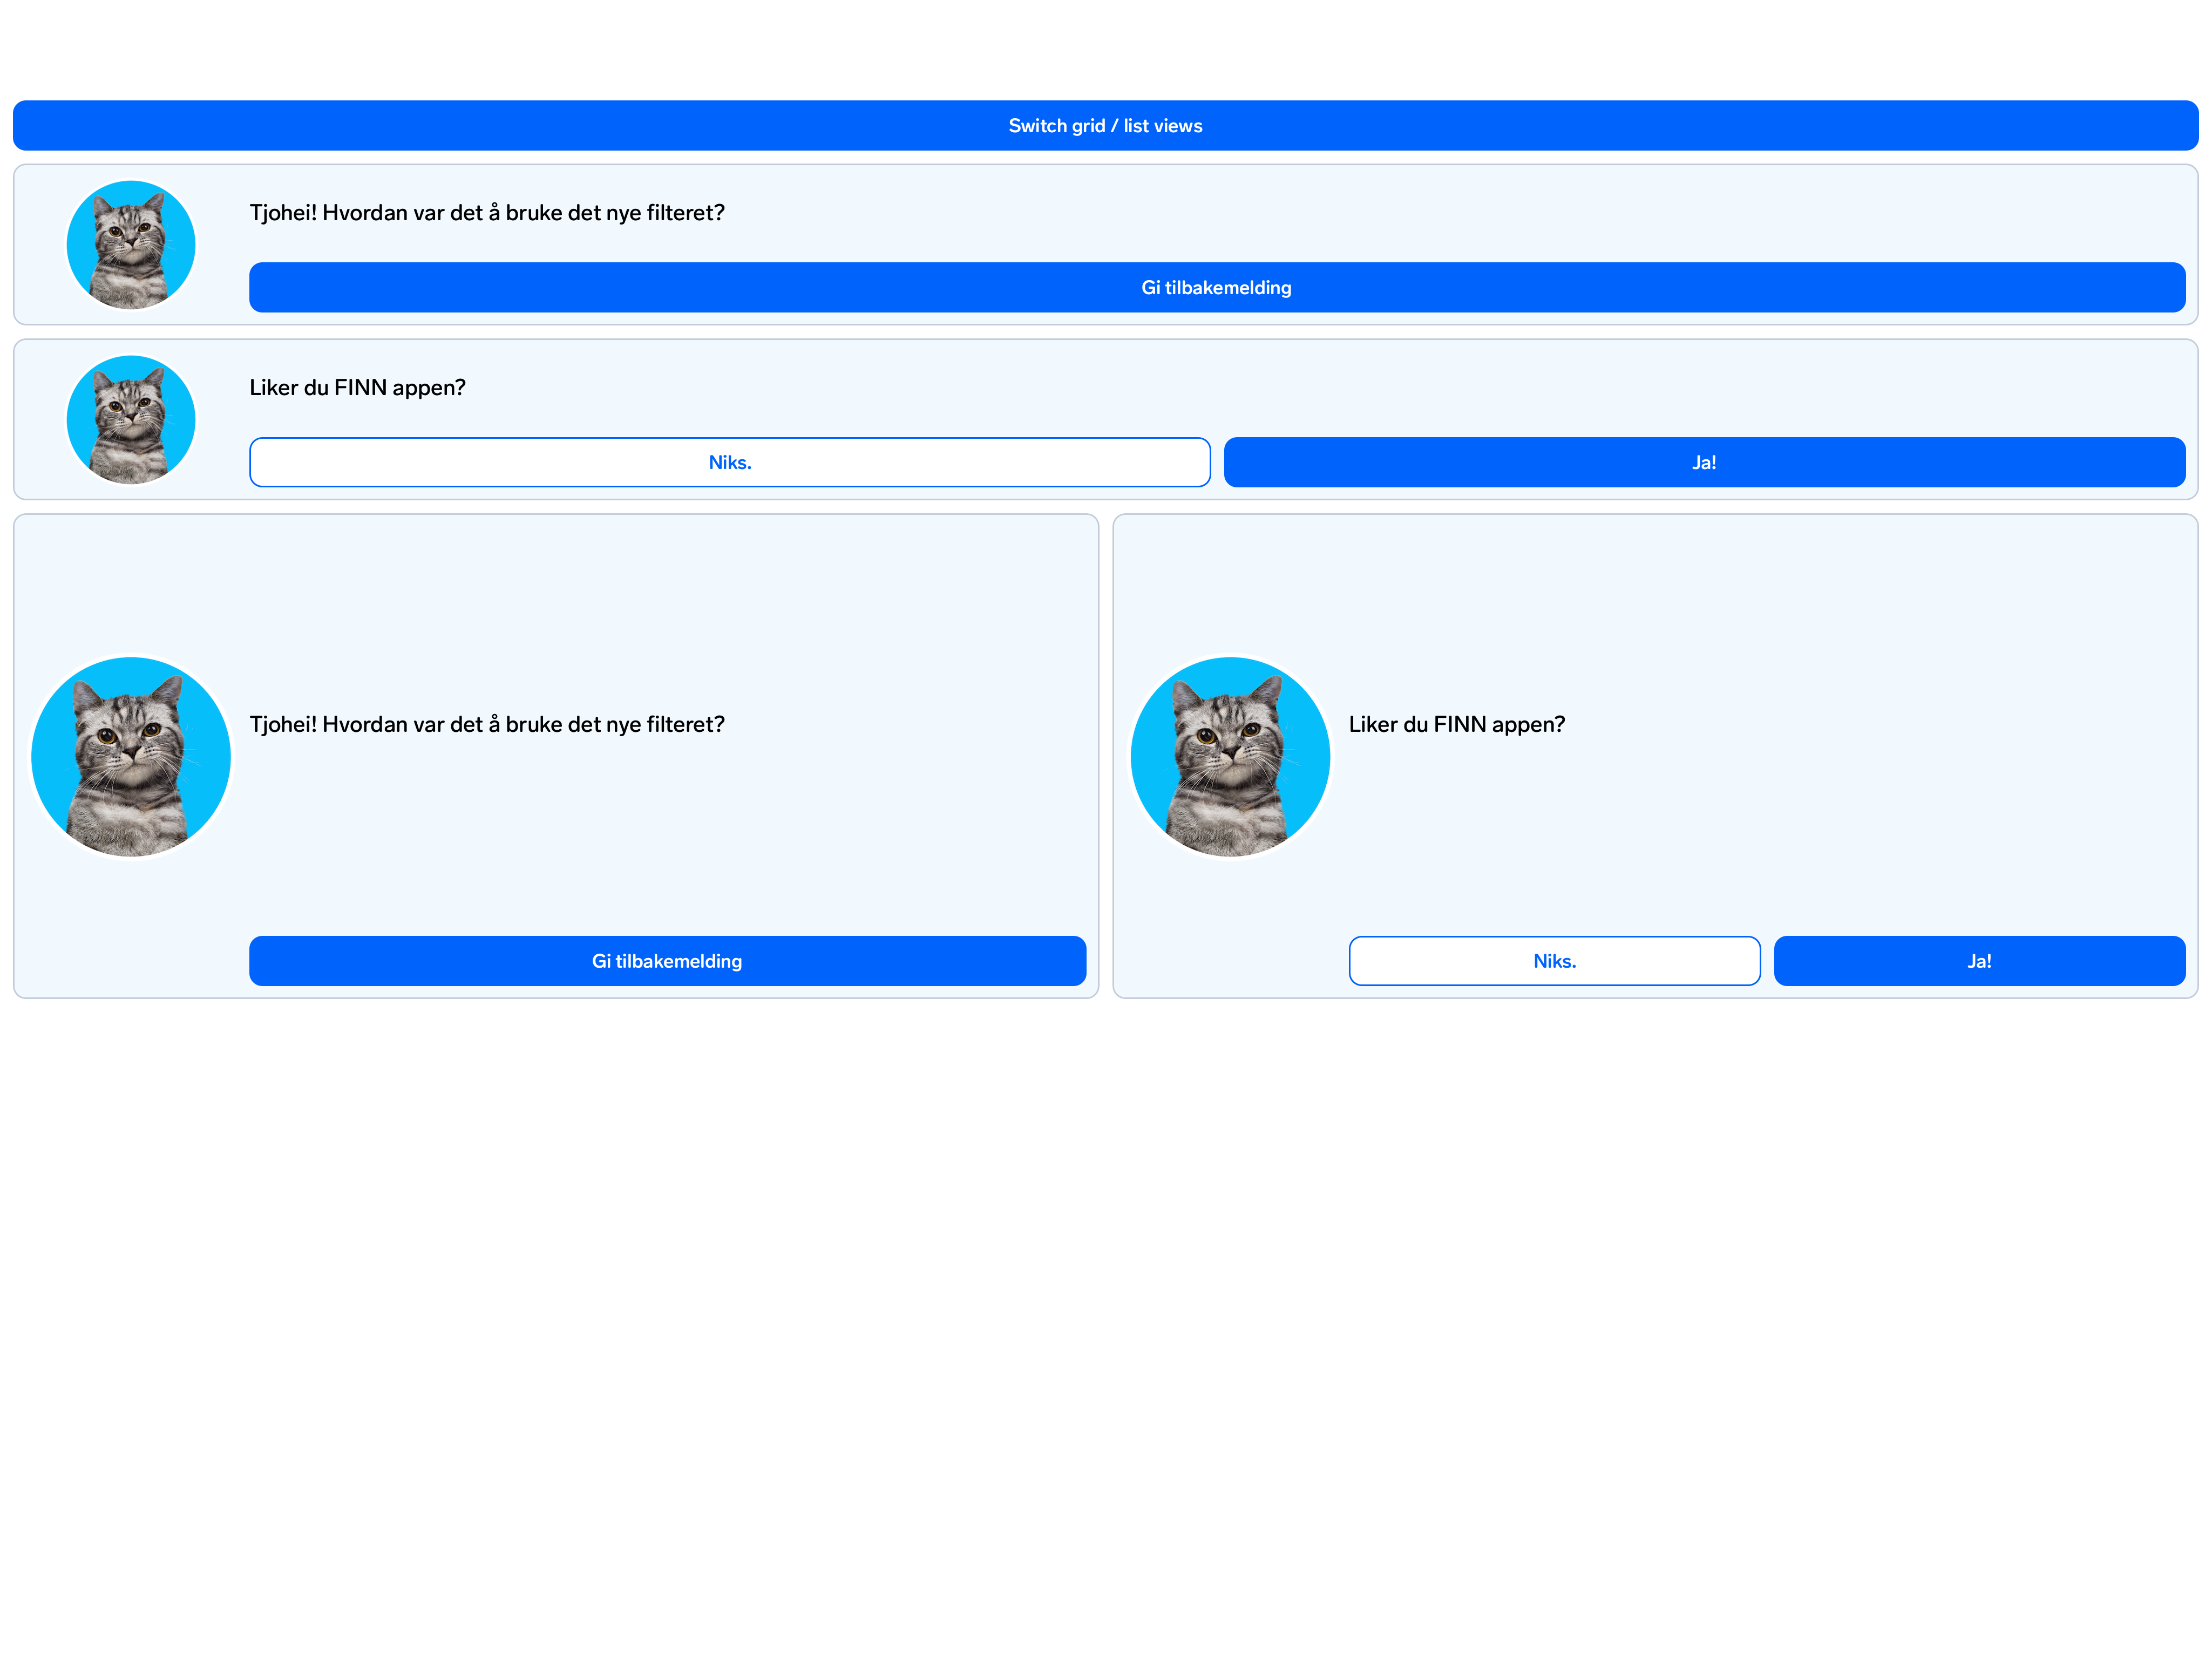 Switch grid / list views
Tjohei! Hvordan var det å bruke det nye filteret?
Gi tilbakemelding
Liker du FINN appen?
Niks.
Ja!
Tjohei! Hvordan var det å bruke det nye filteret?
Gi tilbakemelding
Liker du FINN appen?
Niks.
Ja!